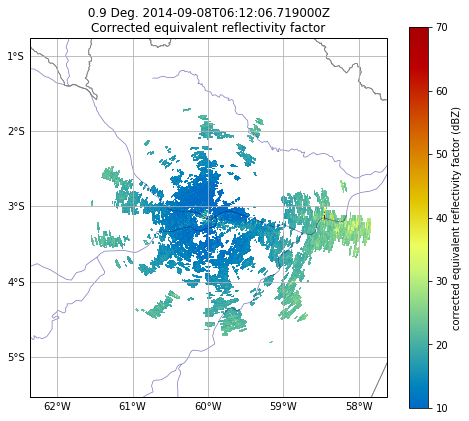 0.9 Deg. 2014-09-08T06:12:06.719000Z
Corrected equivalent reflectivity factor
1°S
2°S
3°S
4°S
5°S
62°W
61°W
60°W
59°W
58°W
70
60
50
40
30
20
10
corrected equivalent reflectivity factor (dBZ)